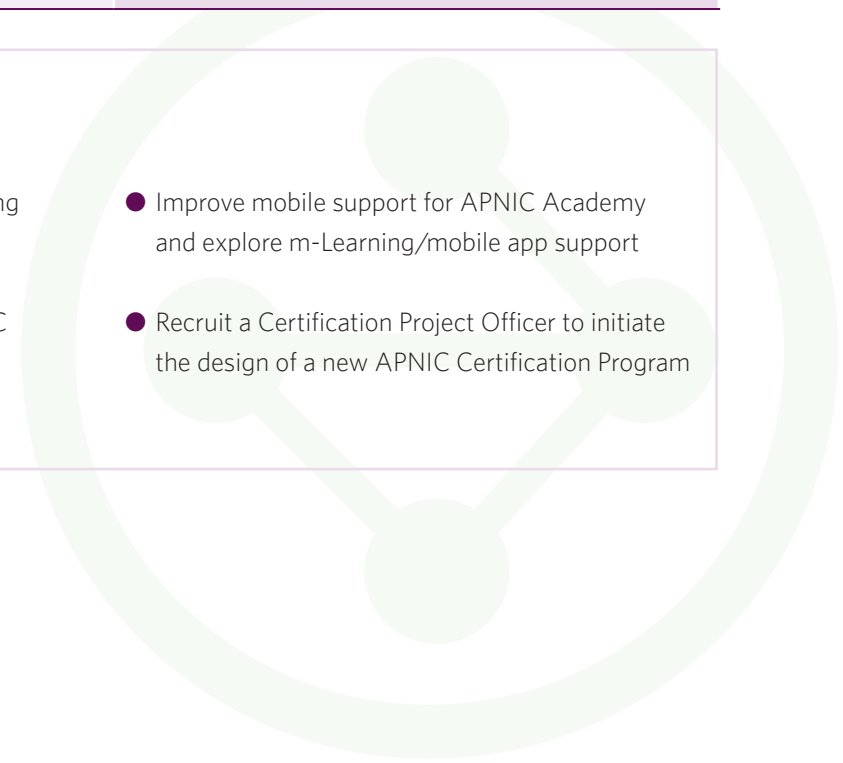 ng
● Improve mobile support for APNIC Academy
and explore m-Learning/mobile app support
C
● Recruit a Certification Project Officer to initiate
the design of a new APNIC Certification Program